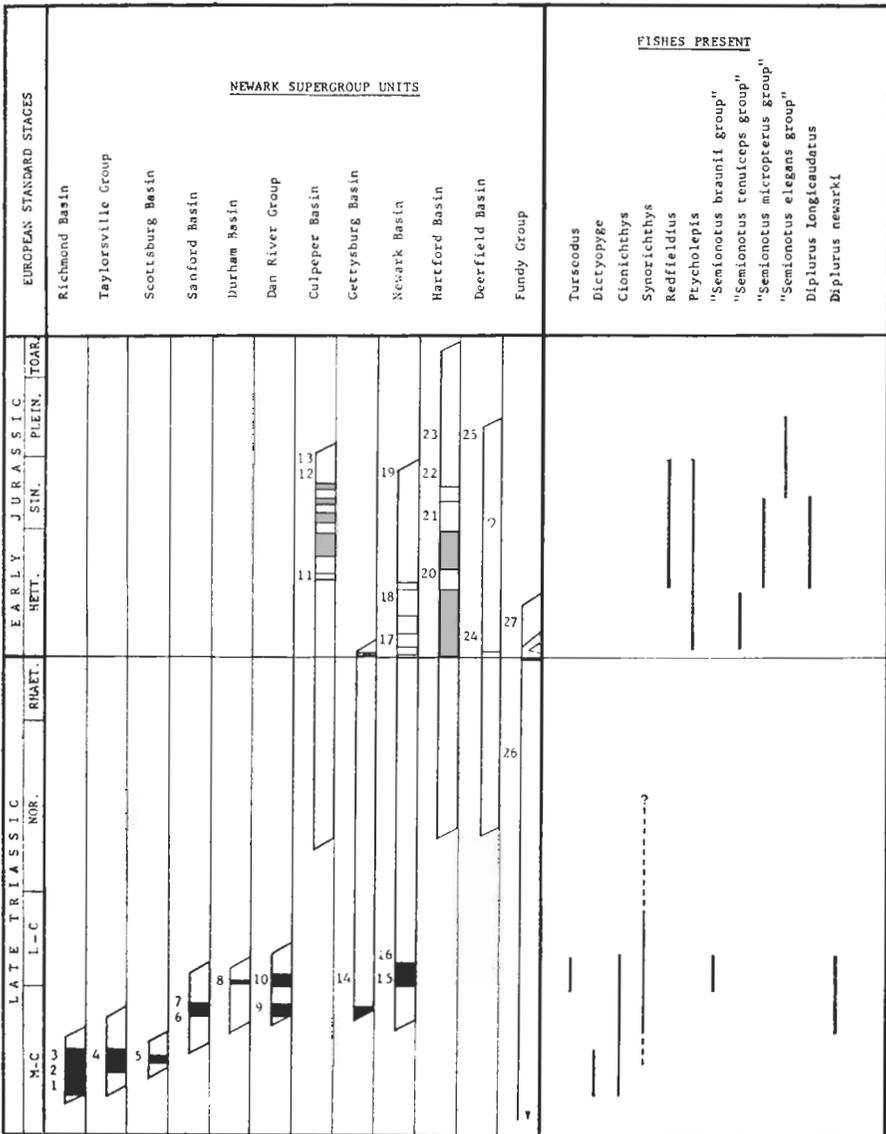 FISHES PRESENT
NEWARK SUPERGROUP UNITS
EUROPEAN STANDARD STAGES
Richmond Basin
Taylorsville Group
Scottsburg Basin
Sanford Basin
Durham Basin
Dan River Group
Culpeper Basin
Gettysburg Basin
Newark Basin
Hartford Basin
Deerfield Basin
Fundy Group
Turseodus
Dictyopyge
Cionichthys
Synorichthys
Redfieldius
Ptycholepis
"Semionotus braunii group"
"Semionotus tenuiceps group"
"Semionotus micropterus group"
"Semionotus elegans group"
Diplurus longicaudatus
Diplurus newarki
EARLY JURASSIC
TOAR.
PLEIN.
SIN.
HETT.
LATE TRIASSIC
RHAET.
NOR.
L-C
M-C
13
12
11
19
18
17
23
22
21
20
25
?
24
27
26
?
3
2
1
4
5
7
6
8
10
9
14
16
15